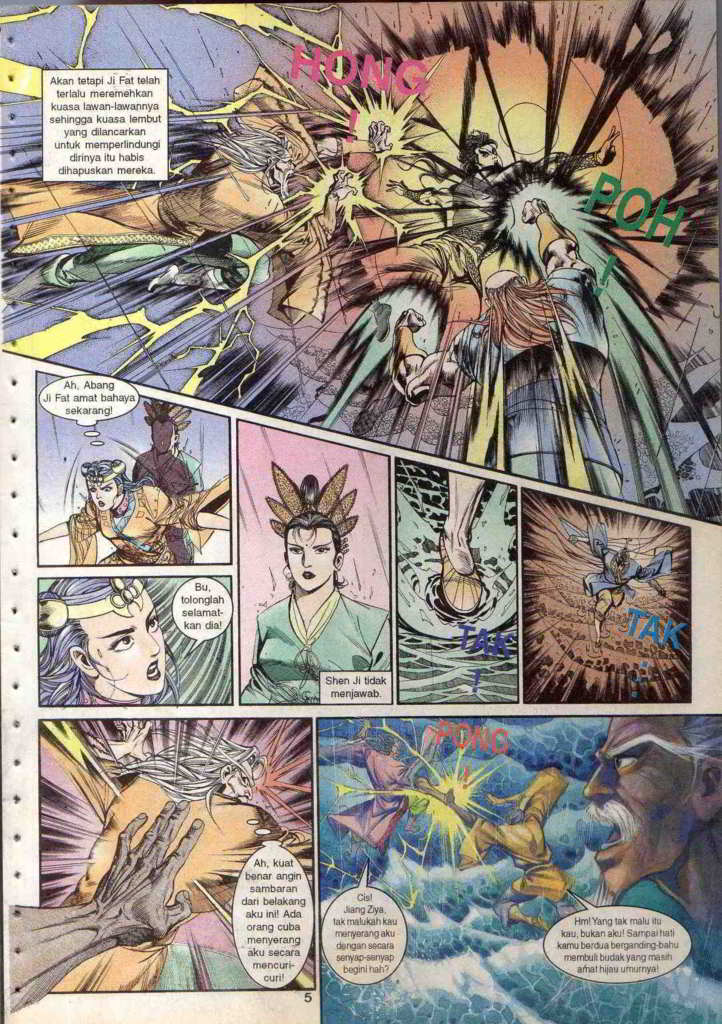 Akan tetapi Ji Fat telah
terlalu meremehkan
kuasa lawan-lawannya
sehingga kuasa lembut
yang dilancarkan
untuk memperlindungi
dirinya itu habis
dihapuskan mereka.
HONG
!
POH
!
Ah, Abang
Ji Fat amat bahaya
sekarang!
Bu,
tolonglah
selamat-
kan dia!
Shen Ji tidak
menjawab.
TAK
!
TAK
!
Ah, kuat
benar angin
sambaran
dari belakang
aku ini! Ada
orang cuba
menyerang
aku secara
mencuri-
curi!
PONG
!
Cis!
Jiang Ziya,
tak malukah kau
menyerang aku
dengan secara
senyap-senyap
begini hah?
Hm! Yang tak malu itu
kau, bukan aku! Sampai hati
kamu berdua berganding-bahu
membuli budak yang masih
amat hijau umurnya!
5